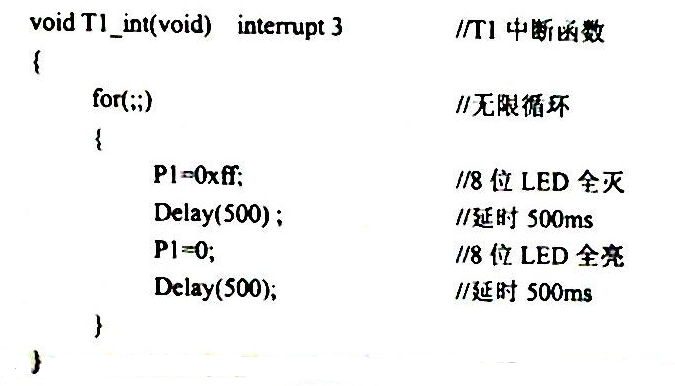 void T1_int(void) interrupt 3 //T1 中断函数
{
for(;;) //无限循环
{
P1=0xff; //8 位 LED 全灭
Delay(500) ; //延时 500ms
P1=0; //8 位 LED 全亮
Delay(500); //延时 500ms
}
}